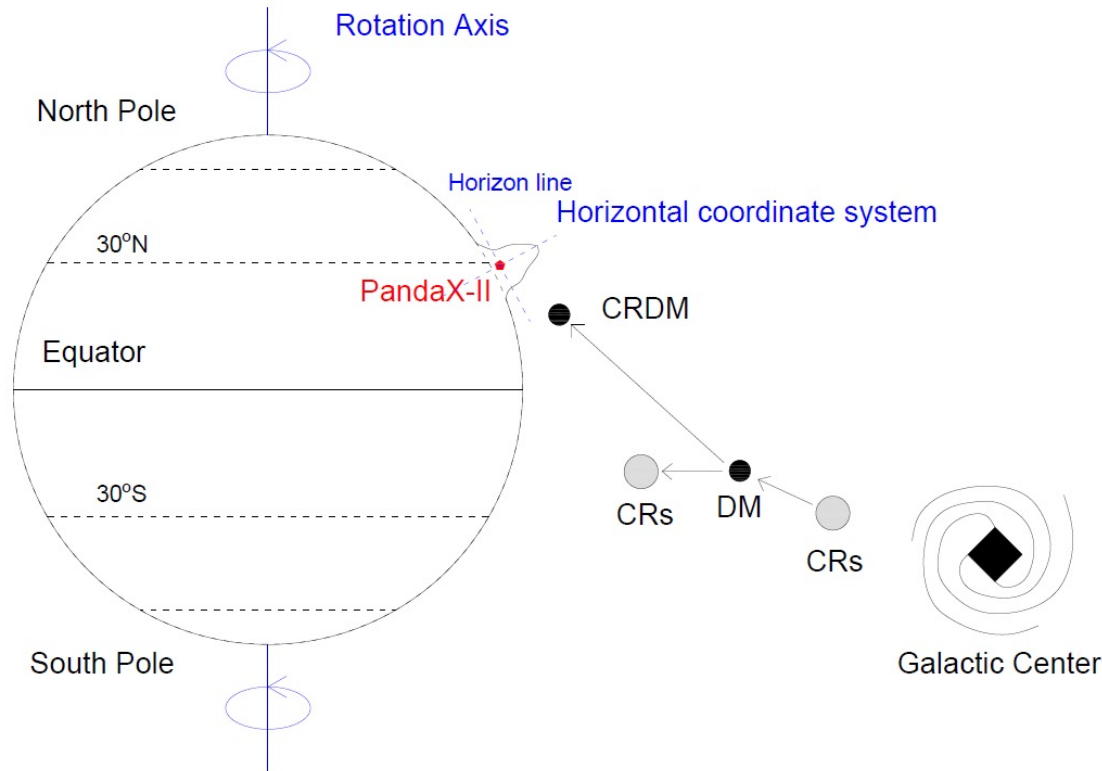 Rotation Axis
North Pole
Horizon line
Horizontal coordinate system
30°N
PandaX-II
CRDM
Equator
30°S
CRs
DM
CRs
South Pole
Galactic Center